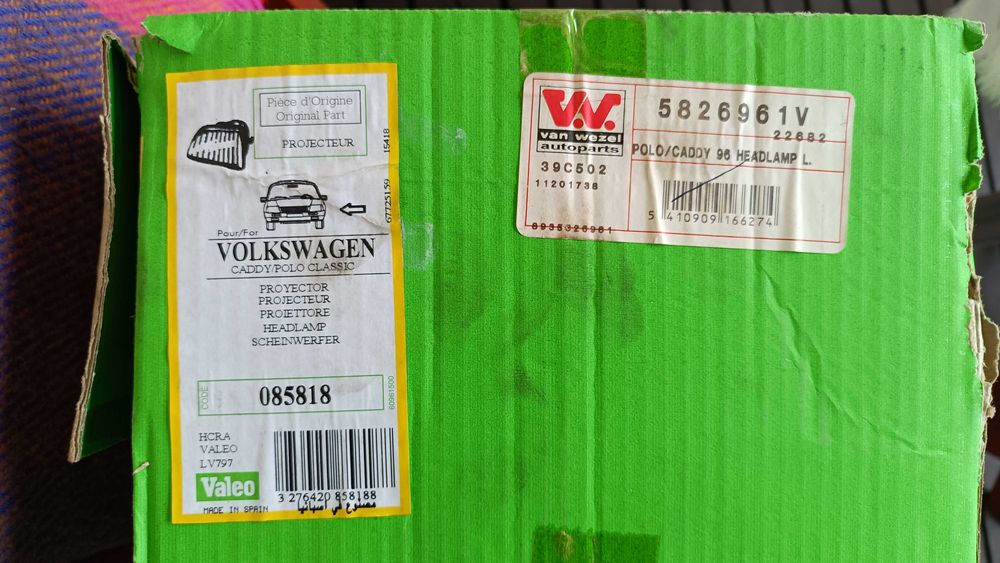 Pièce d'Origine
Original Part
PROJECTEUR
15418
67725159
Pour/For
VOLKSWAGEN
CADDY/POLO CLASSIC
PROYECTOR
PROJECTEUR
PROIETTORE
HEADLAMP
SCHEINWERFER
CODE
085818
60961500
HCRA
VALEO
LV797
Valeo
MADE IN SPAIN
3 276420 858188
مصنوع في اسبانيا
van wezel
autoparts
39C502
11201738
8935326961
5826961V
22682
POLO/CADDY 96 HEADLAMP L.
5 410909 166274